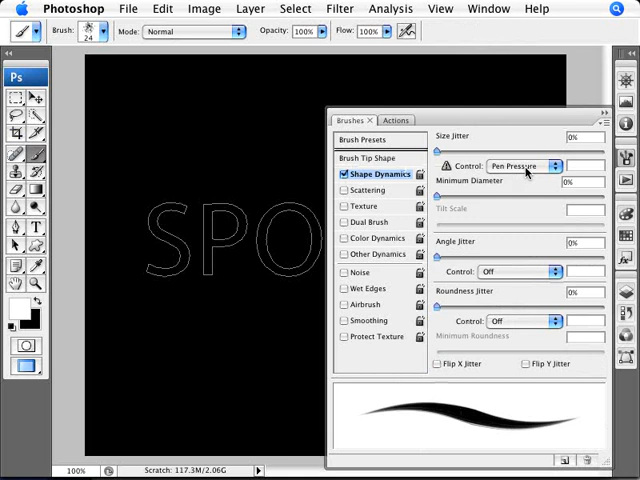 Photoshop File Edit Image Layer Select Filter Analysis View Window Help
Brush: 24 Mode: Normal Opacity: 100% Flow: 100%
Ps
Brushes × Actions
Brush Presets
Brush Tip Shape
Shape Dynamics
Scattering
Texture
Dual Brush
Color Dynamics
Other Dynamics
Noise
Wet Edges
Airbrush
Smoothing
Protect Texture
Size Jitter 0%
Control: Pen Pressure
Minimum Diameter 0%
Tilt Scale
Angle Jitter 0%
Control: Off
Roundness Jitter 0%
Control: Off
Minimum Roundness
Flip X Jitter Flip Y Jitter
SPO
100% Scratch: 117.3M/2.06G